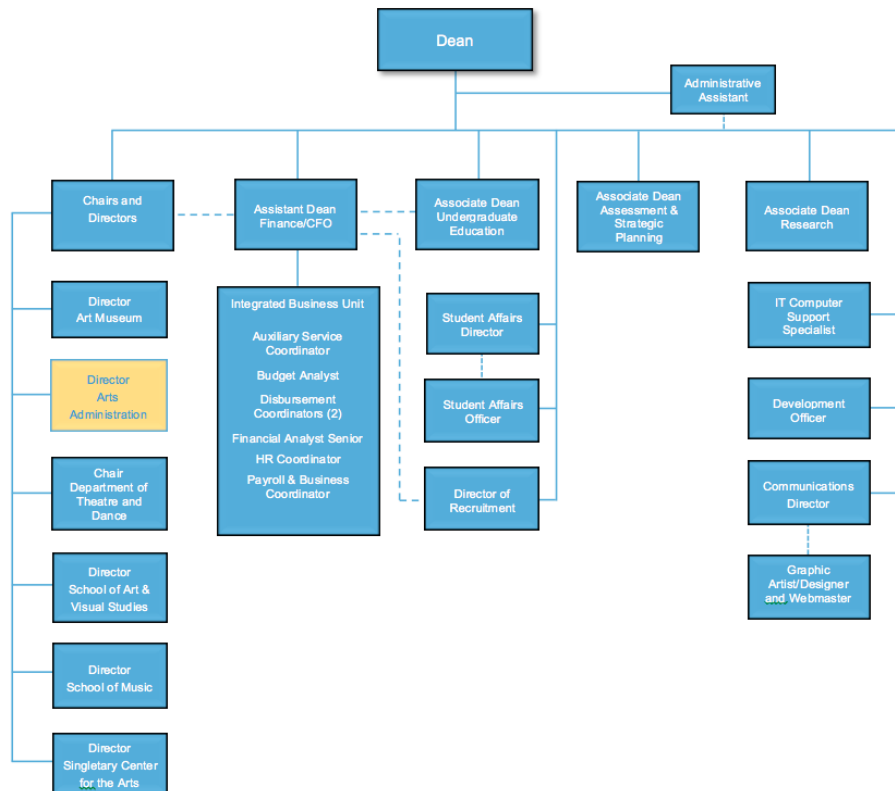 Dean
Administrative
Assistant
Chairs and
Directors
Assistant Dean
Finance/CFO
Associate Dean
Undergraduate
Education
Associate Dean
Assessment &
Strategic
Planning
Associate Dean
Research
Director
Art Museum
Director
Arts
Administration
Chair
Department of
Theatre and
Dance
Director
School of Art &
Visual Studies
Director
School of Music
Director
Singletary Center
for the Arts
Integrated Business Unit
Auxiliary Service
Coordinator
Budget Analyst
Disbursement
Coordinators (2)
Financial Analyst Senior
HR Coordinator
Payroll & Business
Coordinator
Student Affairs
Director
Student Affairs
Officer
Director of
Recruitment
IT Computer
Support
Specialist
Development
Officer
Communications
Director
Graphic
Artist/Designer
and Webmaster